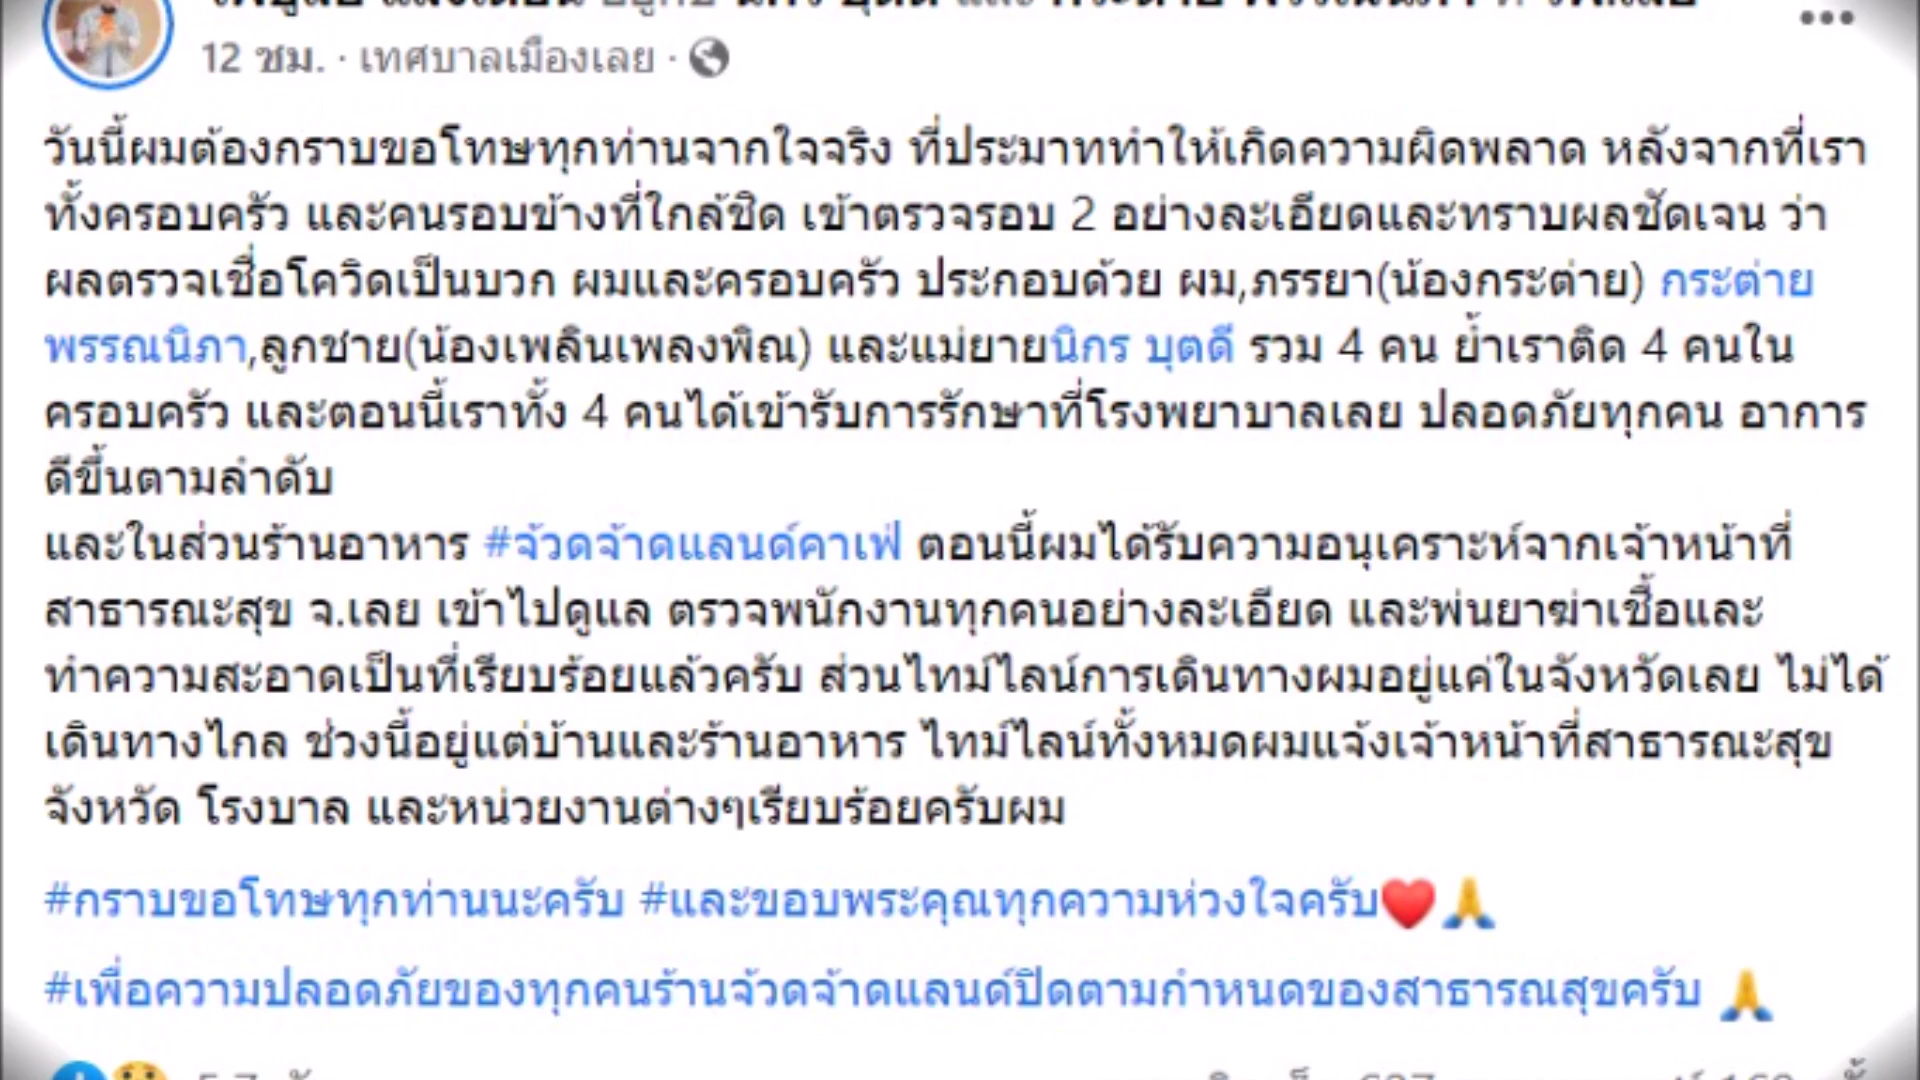 12 ชม. · เทศบาลเมืองเลย ·
วันนี้ผมต้องกราบขอโทษทุกท่านจากใจจริง ที่ประมาททำให้เกิดความผิดพลาด หลังจากที่เรา
ทั้งครอบครัว และคนรอบข้างที่ใกล้ชิด เข้าตรวจรอบ 2 อย่างละเอียดและทราบผลชัดเจน ว่า
ผลตรวจเชื่อโควิดเป็นบวก ผมและครอบครัว ประกอบด้วย ผม,ภรรยา(น้องกระต่าย) กระต่าย
พรรณนิภา,ลูกชาย(น้องเพลินเพลงพิณ) และแม่ยายนิกร บุตดี รวม 4 คน ย้ำเราติด 4 คนใน
ครอบครัว และตอนนี้เราทั้ง 4 คนได้เข้ารับการรักษาที่โรงพยาบาลเลย ปลอดภัยทุกคน อาการ
ดีขึ้นตามลำดับ
และในส่วนร้านอาหาร #จ้วดจ้าดแลนด์คาเฟ่ ตอนนี้ผมได้รับความอนุเคราะห์จากเจ้าหน้าที่
สาธารณะสุข จ.เลย เข้าไปดูแล ตรวจพนักงานทุกคนอย่างละเอียด และพ่นยาฆ่าเชื้อและ
ทำความสะอาดเป็นที่เรียบร้อยแล้วครับ ส่วนไทม์ไลน์การเดินทางผมอยู่แค่ในจังหวัดเลย ไม่ได้
เดินทางไกล ช่วงนี้อยู่แต่บ้านและร้านอาหาร ไทม์ไลน์ทั้งหมดผมแจ้งเจ้าหน้าที่สาธารณะสุข
จังหวัด โรงบาล และหน่วยงานต่างๆเรียบร้อยครับผม
#กราบขอโทษทุกท่านนะครับ #และขอบพระคุณทุกความห่วงใยครับ❤️🙏
#เพื่อความปลอดภัยของทุกคนร้านจ้วดจ้าดแลนด์ปิดตามกำหนดของสาธารณสุขครับ 🙏